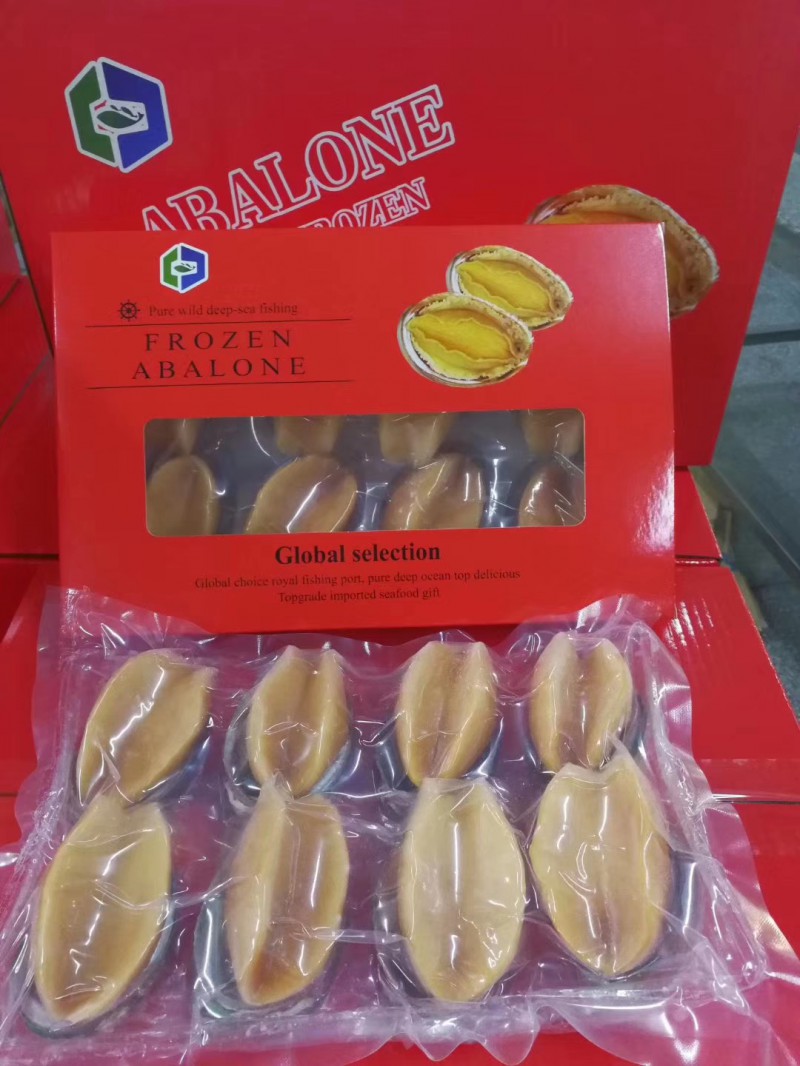 ABALONE
FROZEN
Pure wild deep-sea fishing
FROZEN
ABALONE
Global selection
Global choice royal fishing port, pure deep ocean top delicious
Topgrade imported seafood gift